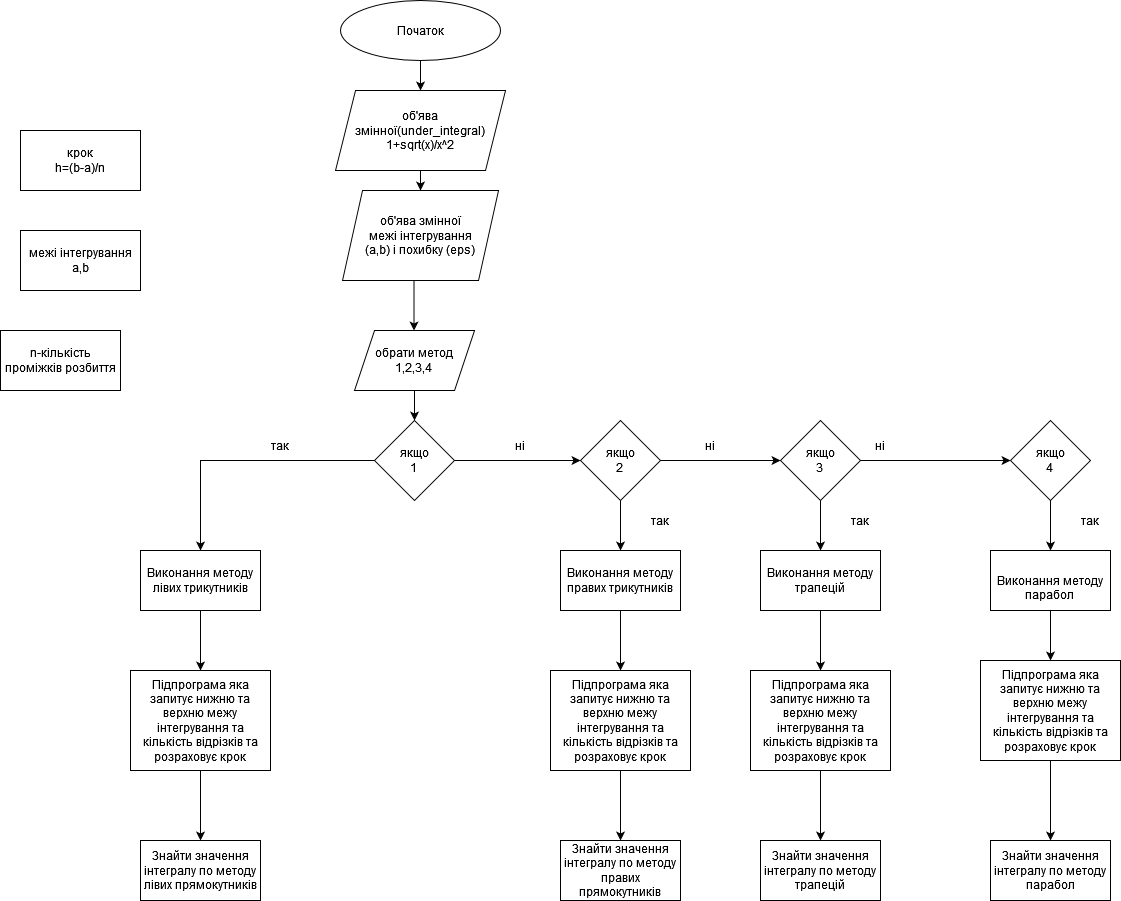 Початок
об'ява
змінної(under_integral)
1+sqrt(x)/x^2
крок
h=(b-a)/n
об'ява змінної
межі інтегрування
(a,b) і похибку (eps)
межі інтегрування
a,b
n-кількість
проміжків розбиття
обрати метод
1,2,3,4
так
якщо
1
ні
якщо
2
ні
якщо
3
ні
якщо
4
так
так
так
Виконання методу
лівих трикутників
Виконання методу
правих трикутників
Виконання методу
трапецій
Виконання методу
парабол
Підпрограма яка
запитує нижню та
верхню межу
інтегрування та
кількість відрізків та
розраховує крок
Підпрограма яка
запитує нижню та
верхню межу
інтегрування та
кількість відрізків та
розраховує крок
Підпрограма яка
запитує нижню та
верхню межу
інтегрування та
кількість відрізків та
розраховує крок
Підпрограма яка
запитує нижню та
верхню межу
інтегрування та
кількість відрізків та
розраховує крок
Знайти значення
інтегралу по методу
лівих прямокутників
Знайти значення
інтегралу по методу
правих
прямокутників
Знайти значення
інтегралу по методу
трапецій
Знайти значення
інтегралу по методу
парабол